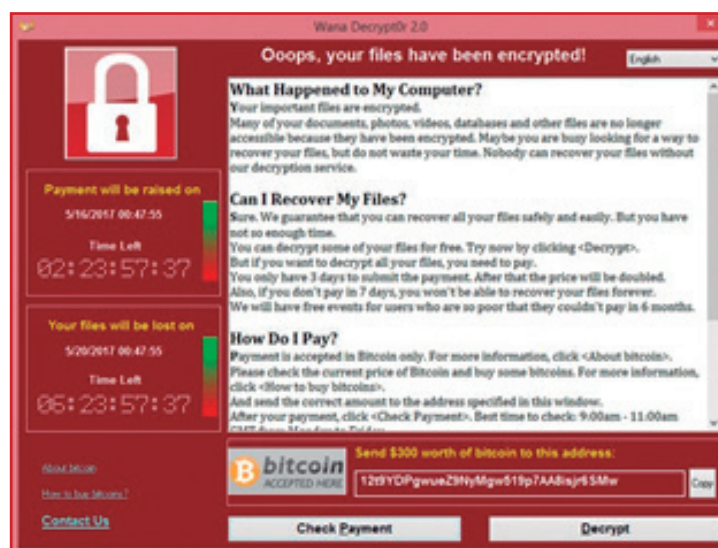 Wana Decrypt0r 2.0
Ooops, your files have been encrypted!
English
What Happened to My Computer?
Your important files are encrypted.
Many of your documents, photos, videos, databases and other files are no longer
accessible because they have been encrypted. Maybe you are busy looking for a way to
recover your files, but do not waste your time. Nobody can recover your files without
our decryption service.
Can I Recover My Files?
Sure. We guarantee that you can recover all your files safely and easily. But you have
not so enough time.
You can decrypt some of your files for free. Try now by clicking <Decrypt>.
But if you want to decrypt all your files, you need to pay.
You only have 3 days to submit the payment. After that the price will be doubled.
Also, if you don't pay in 7 days, you won't be able to recover your files forever.
We will have free events for users who are so poor that they couldn't pay in 6 months.
How Do I Pay?
Payment is accepted in Bitcoin only. For more information, click <About bitcoin>.
Please check the current price of Bitcoin and buy some bitcoins. For more information,
click <How to buy bitcoins>.
And send the correct amount to the address specified in this window.
After your payment, click <Check Payment>. Best time to check: 9.00am - 11.00am
GMT from Monday to Friday.
Payment will be raised on
5/16/2017 00:47:55
Time Left
02:23:57:37
Your files will be lost on
5/20/2017 00:47:55
Time Left
06:23:57:37
About bitcoin
How to buy bitcoins?
Contact Us
bitcoin
ACCEPTED HERE
Send $300 worth of bitcoin to this address:
Copy
Check Payment
Decrypt